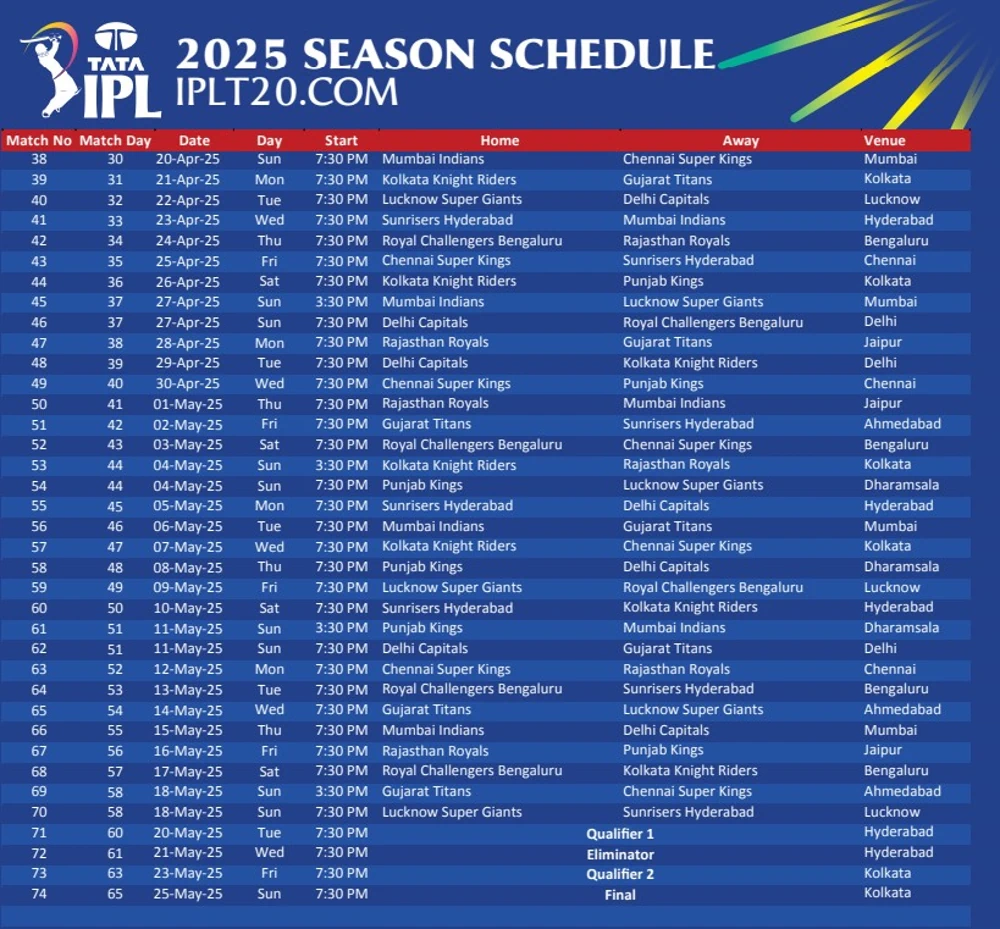 TATA
IPL
2025 SEASON SCHEDULE
IPLT20.COM
Match No Match Day Date Day Start Home Away Venue
38 30 20-Apr-25 Sun 7:30 PM Mumbai Indians Chennai Super Kings Mumbai
39 31 21-Apr-25 Mon 7:30 PM Kolkata Knight Riders Gujarat Titans Kolkata
40 32 22-Apr-25 Tue 7:30 PM Lucknow Super Giants Delhi Capitals Lucknow
41 33 23-Apr-25 Wed 7:30 PM Sunrisers Hyderabad Mumbai Indians Hyderabad
42 34 24-Apr-25 Thu 7:30 PM Royal Challengers Bengaluru Rajasthan Royals Bengaluru
43 35 25-Apr-25 Fri 7:30 PM Chennai Super Kings Sunrisers Hyderabad Chennai
44 36 26-Apr-25 Sat 7:30 PM Kolkata Knight Riders Punjab Kings Kolkata
45 37 27-Apr-25 Sun 3:30 PM Mumbai Indians Lucknow Super Giants Mumbai
46 37 27-Apr-25 Sun 7:30 PM Delhi Capitals Royal Challengers Bengaluru Delhi
47 38 28-Apr-25 Mon 7:30 PM Rajasthan Royals Gujarat Titans Jaipur
48 39 29-Apr-25 Tue 7:30 PM Delhi Capitals Kolkata Knight Riders Delhi
49 40 30-Apr-25 Wed 7:30 PM Chennai Super Kings Punjab Kings Chennai
50 41 01-May-25 Thu 7:30 PM Rajasthan Royals Mumbai Indians Jaipur
51 42 02-May-25 Fri 7:30 PM Gujarat Titans Sunrisers Hyderabad Ahmedabad
52 43 03-May-25 Sat 7:30 PM Royal Challengers Bengaluru Chennai Super Kings Bengaluru
53 44 04-May-25 Sun 3:30 PM Kolkata Knight Riders Rajasthan Royals Kolkata
54 44 04-May-25 Sun 7:30 PM Punjab Kings Lucknow Super Giants Dharamsala
55 45 05-May-25 Mon 7:30 PM Sunrisers Hyderabad Delhi Capitals Hyderabad
56 46 06-May-25 Tue 7:30 PM Mumbai Indians Gujarat Titans Mumbai
57 47 07-May-25 Wed 7:30 PM Kolkata Knight Riders Chennai Super Kings Kolkata
58 48 08-May-25 Thu 7:30 PM Punjab Kings Delhi Capitals Dharamsala
59 49 09-May-25 Fri 7:30 PM Lucknow Super Giants Royal Challengers Bengaluru Lucknow
60 50 10-May-25 Sat 7:30 PM Sunrisers Hyderabad Kolkata Knight Riders Hyderabad
61 51 11-May-25 Sun 3:30 PM Punjab Kings Mumbai Indians Dharamsala
62 51 11-May-25 Sun 7:30 PM Delhi Capitals Gujarat Titans Delhi
63 52 12-May-25 Mon 7:30 PM Chennai Super Kings Rajasthan Royals Chennai
64 53 13-May-25 Tue 7:30 PM Royal Challengers Bengaluru Sunrisers Hyderabad Bengaluru
65 54 14-May-25 Wed 7:30 PM Gujarat Titans Lucknow Super Giants Ahmedabad
66 55 15-May-25 Thu 7:30 PM Mumbai Indians Delhi Capitals Mumbai
67 56 16-May-25 Fri 7:30 PM Rajasthan Royals Punjab Kings Jaipur
68 57 17-May-25 Sat 7:30 PM Royal Challengers Bengaluru Kolkata Knight Riders Bengaluru
69 58 18-May-25 Sun 3:30 PM Gujarat Titans Chennai Super Kings Ahmedabad
70 58 18-May-25 Sun 7:30 PM Lucknow Super Giants Sunrisers Hyderabad Lucknow
71 60 20-May-25 Tue 7:30 PM Qualifier 1 Hyderabad
72 61 21-May-25 Wed 7:30 PM Eliminator Hyderabad
73 63 23-May-25 Fri 7:30 PM Qualifier 2 Kolkata
74 65 25-May-25 Sun 7:30 PM Final Kolkata